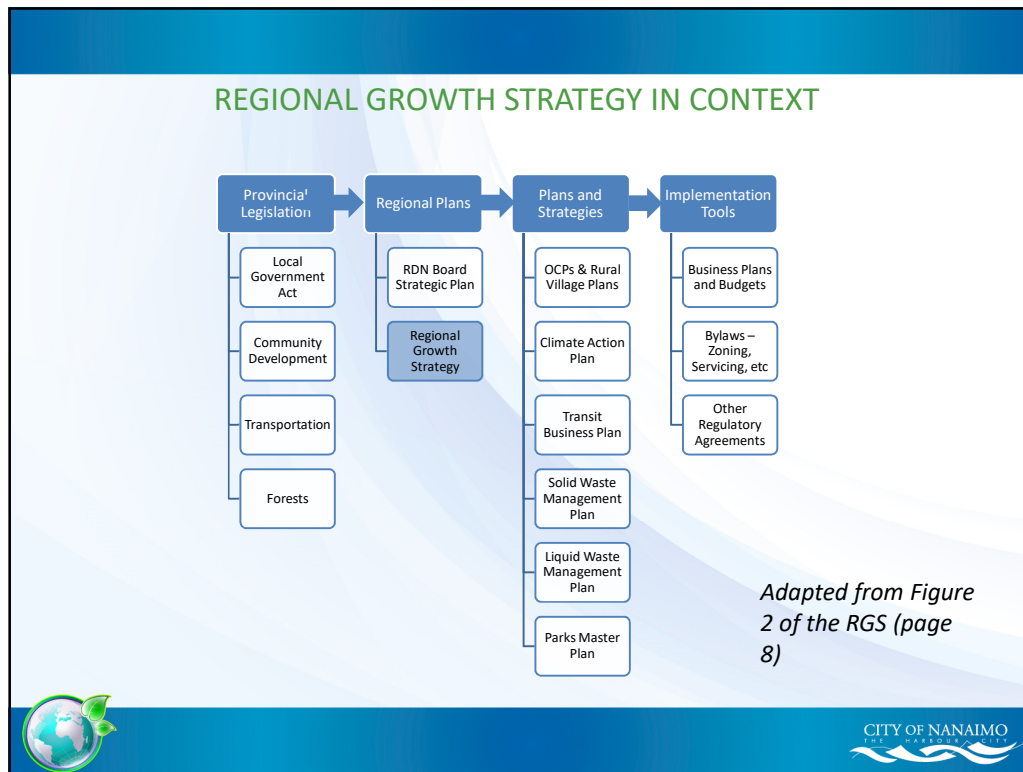 REGIONAL GROWTH STRATEGY IN CONTEXT
Provincial
Legislation
Local
Government
Act
Community
Development
Transportation
Forests
Regional Plans
RDN Board
Strategic Plan
Regional
Growth
Strategy
Plans and
Strategies
OCPs & Rural
Village Plans
Climate Action
Plan
Transit
Business Plan
Solid Waste
Management
Plan
Liquid Waste
Management
Plan
Parks Master
Plan
Implementation
Tools
Business Plans
and Budgets
Bylaws –
Zoning,
Servicing, etc
Other
Regulatory
Agreements
Adapted from Figure
2 of the RGS (page
8)
CITY OF NANAIMO
THE HARBOUR CITY